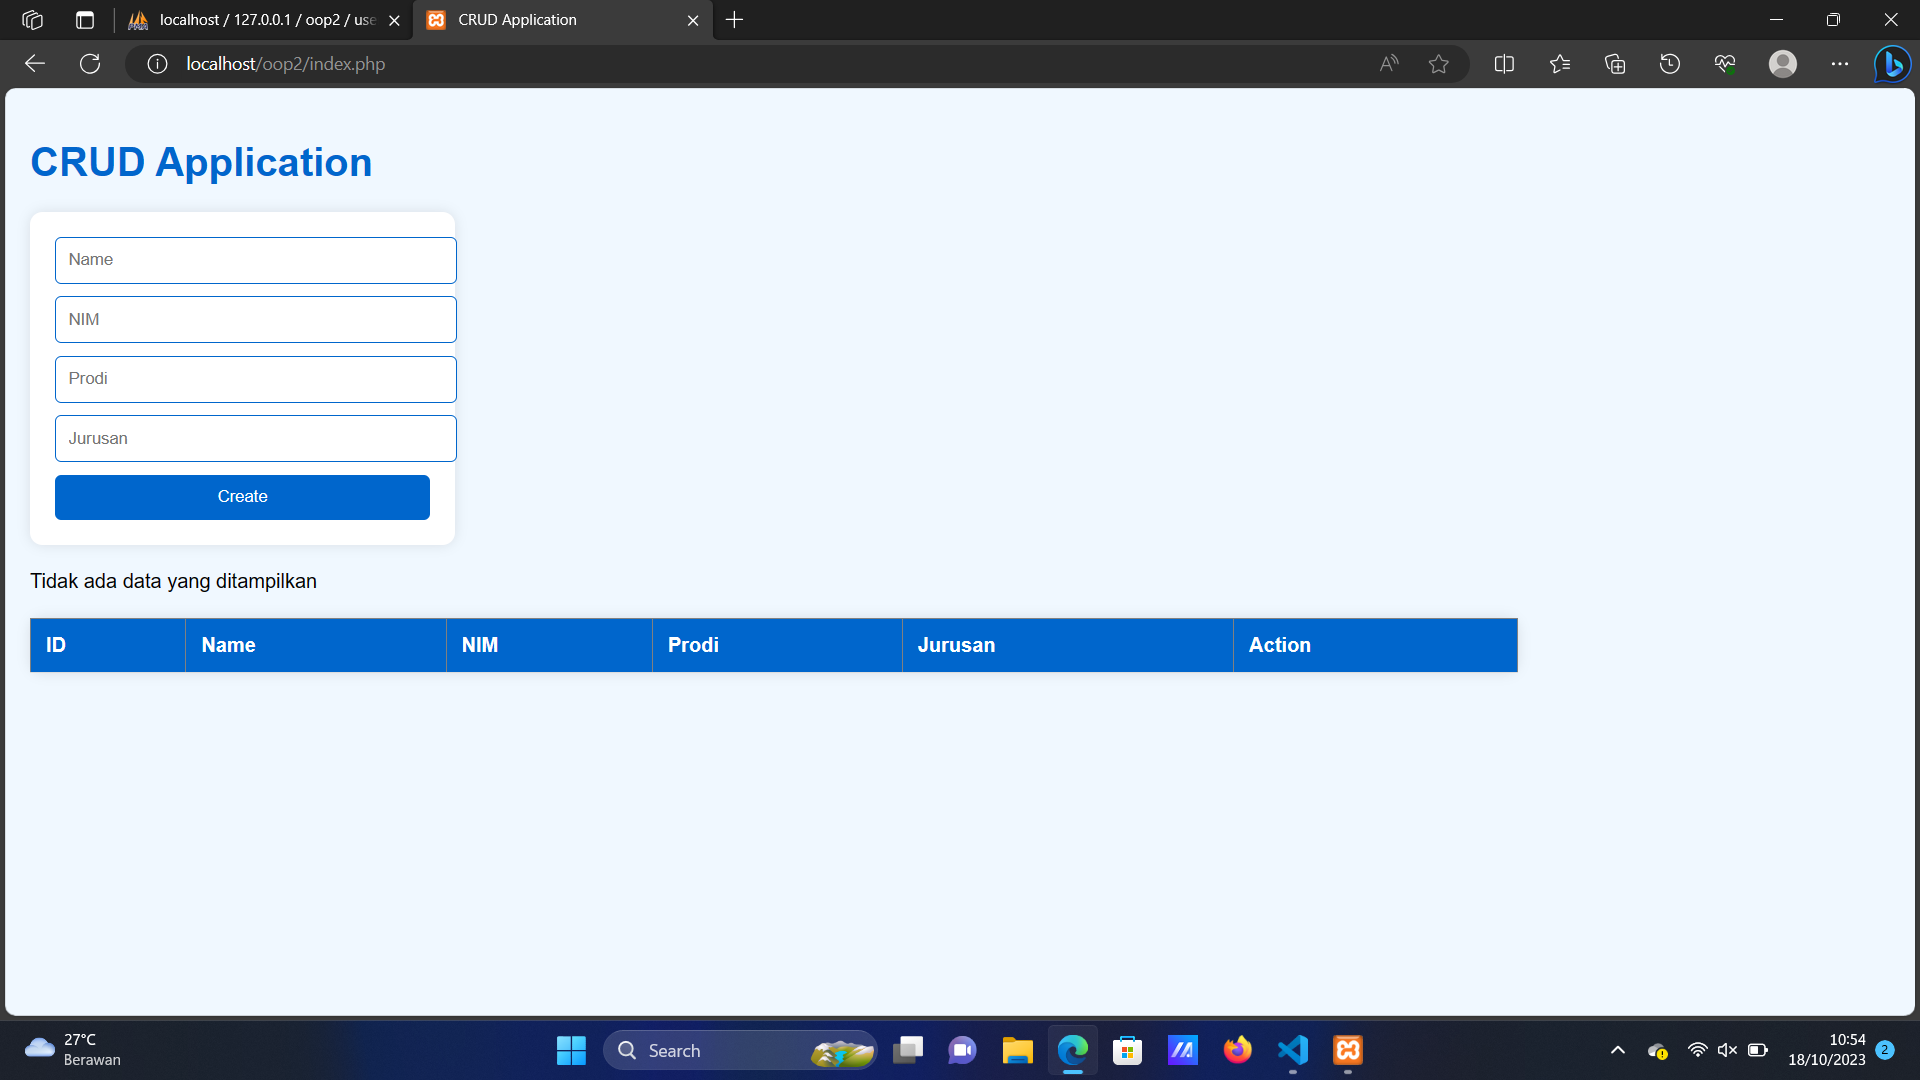 localhost / 127.0.0.1 / oop2 / use
CRUD Application
localhost/oop2/index.php
CRUD Application
Name
NIM
Prodi
Jurusan
Create
Tidak ada data yang ditampilkan
ID Name NIM Prodi Jurusan Action
27°C
Berawan
Search
10:54
18/10/2023
2